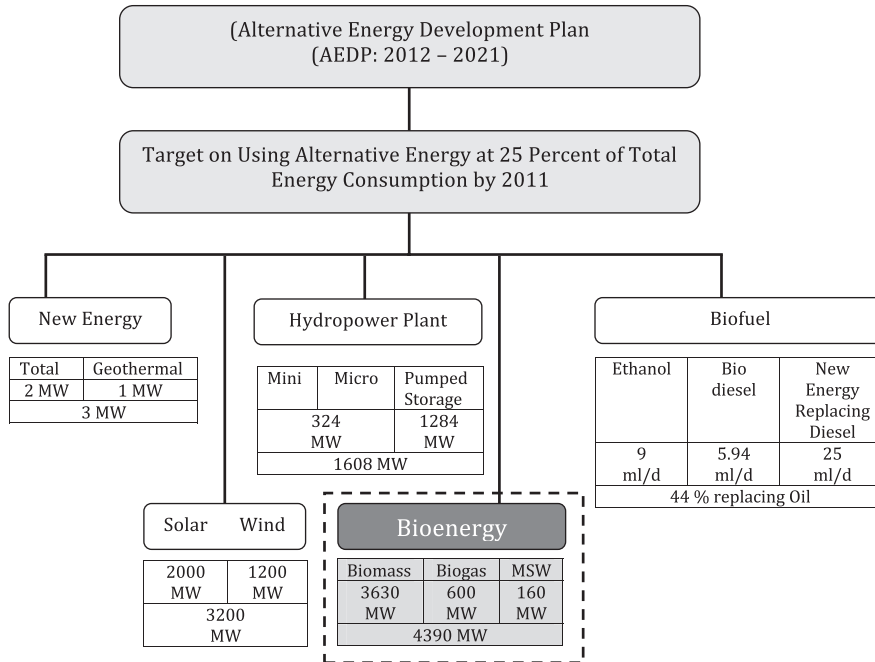 (Alternative Energy Development Plan
(AEDP: 2012 – 2021)
Target on Using Alternative Energy at 25 Percent of Total
Energy Consumption by 2011
New Energy
Total Geothermal
2 MW 1 MW
3 MW
Hydropower Plant
Mini Micro Pumped
Storage
324
MW
1284
MW
1608 MW
Biofuel
Ethanol
Bio
diesel
New
Energy
Replacing
Diesel
9
ml/d
5.94
ml/d
25
ml/d
44 % replacing Oil
Solar Wind
2000
MW
1200
MW
3200
MW
Bioenergy
Biomass Biogas MSW
3630
MW
600
MW
160
MW
4390 MW